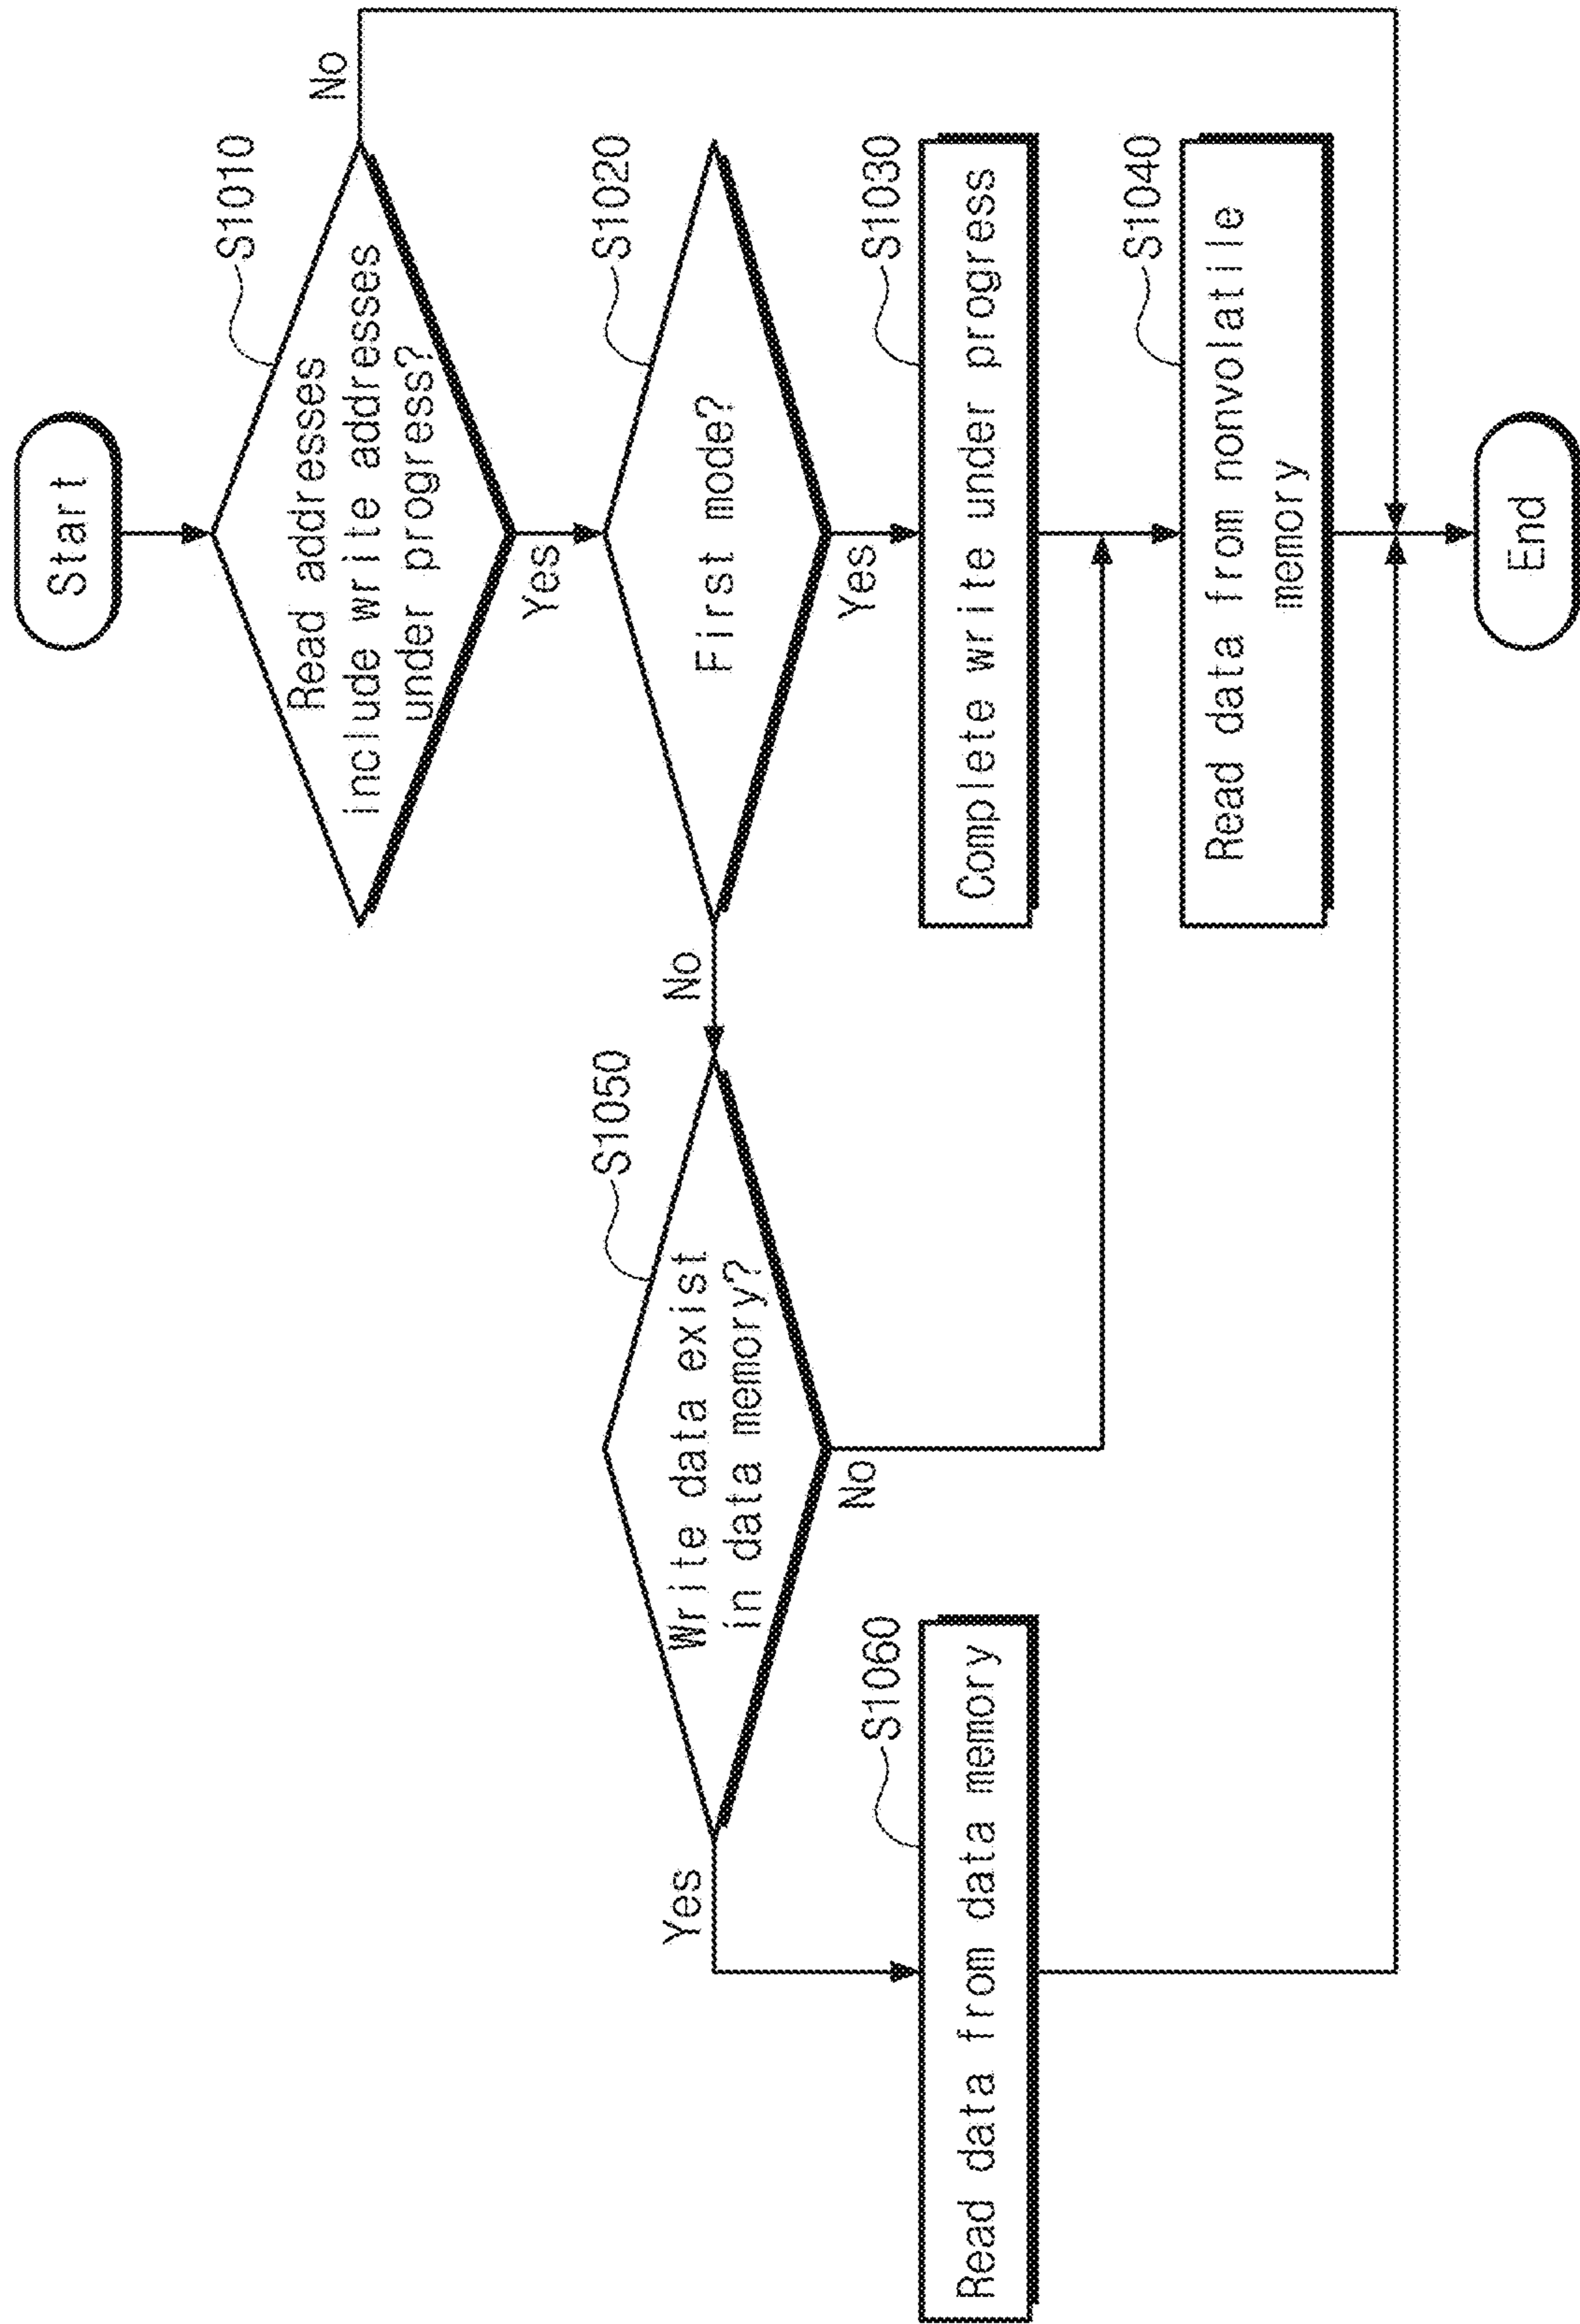 Start
S1010
Read addresses
include write addresses
under progress?
No
Yes
S1020
First mode?
No
Yes
S1050
Write data exist
in data memory?
Yes
No
S1030
Complete write under progress
S1060
Read data from data memory
S1040
Read data from nonvolatile
memory
End